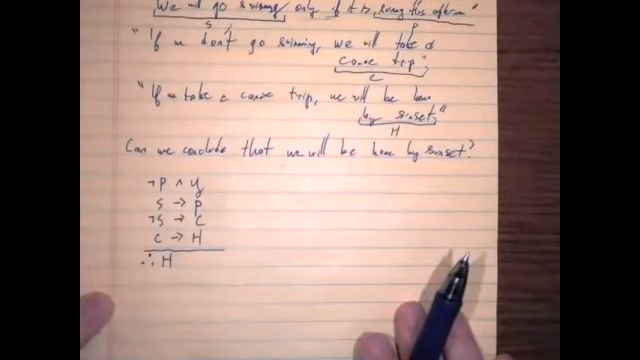 We will go swimming only if it is sunny this afternoon"
S P
"If we don't go swimming, we will take a
canoe trip"
C
"If we take a canoe trip, we will be home
by sunset"
H
Can we conclude that we will be home by sunset?
¬P ∧ y
S → P
¬S → C
C → H
∴ H